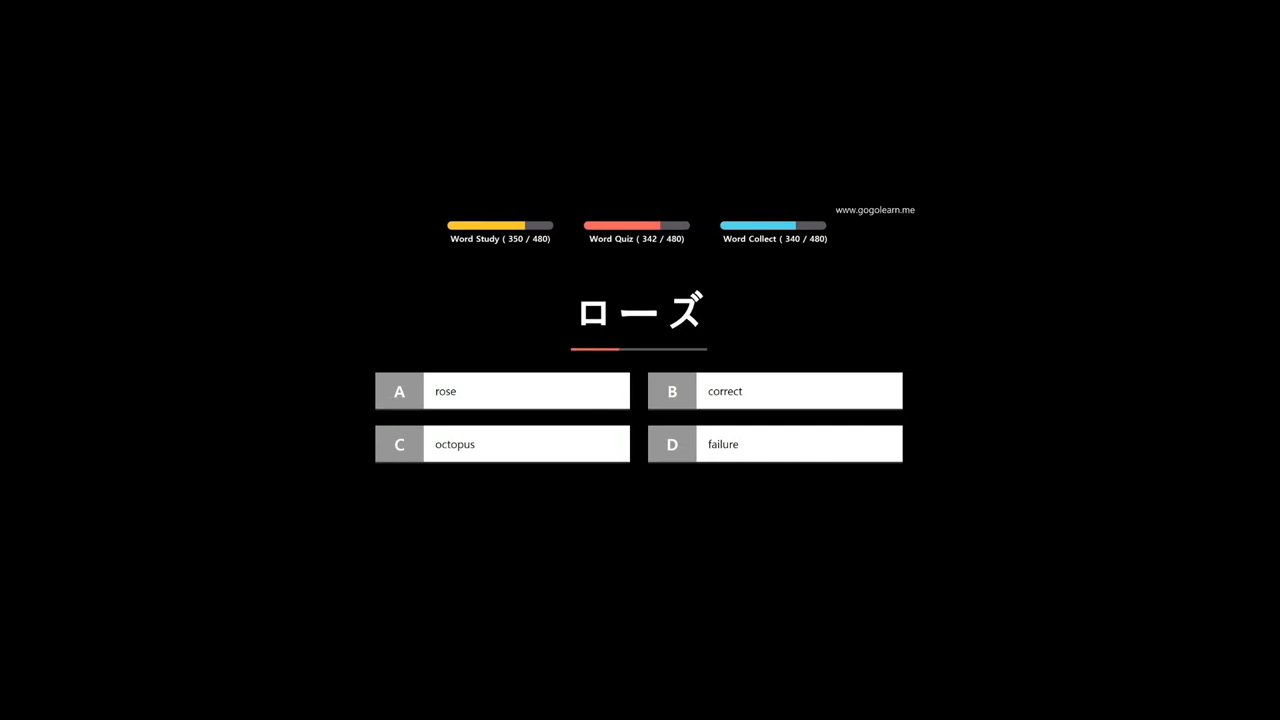 www.gogolearn.me
Word Study ( 350 / 480)
Word Quiz ( 342 / 480)
Word Collect ( 340 / 480)
ローズ
A rose
B correct
C octopus
D failure